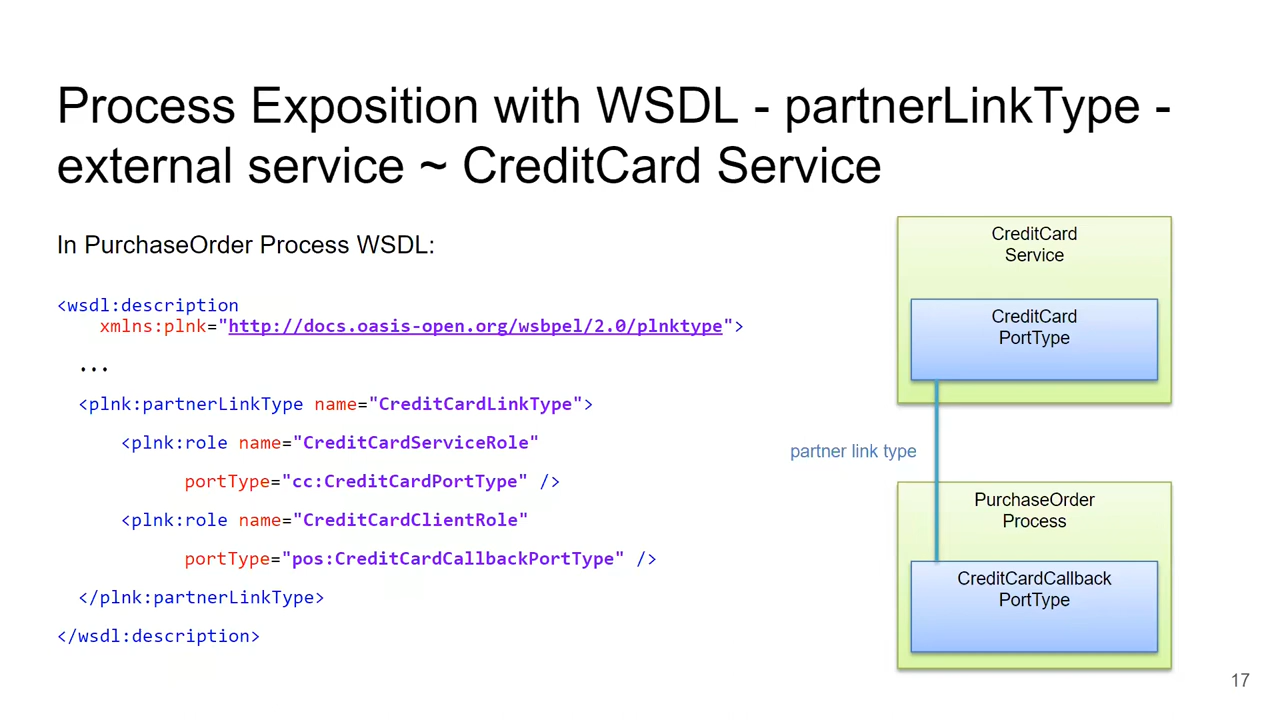 Process Exposition with WSDL - partnerLinkType -
external service ~ CreditCard Service
In PurchaseOrder Process WSDL:
<wsdl:description
xmlns:plnk="http://docs.oasis-open.org/wsbpel/2.0/plnktype">
...
<plnk:partnerLinkType name="CreditCardLinkType">
<plnk:role name="CreditCardServiceRole"
portType="cc:CreditCardPortType" />
<plnk:role name="CreditCardClientRole"
portType="pos:CreditCardCallbackPortType" />
</plnk:partnerLinkType>
</wsdl:description>
CreditCard
Service
CreditCard
PortType
partner link type
PurchaseOrder
Process
CreditCardCallback
PortType
17